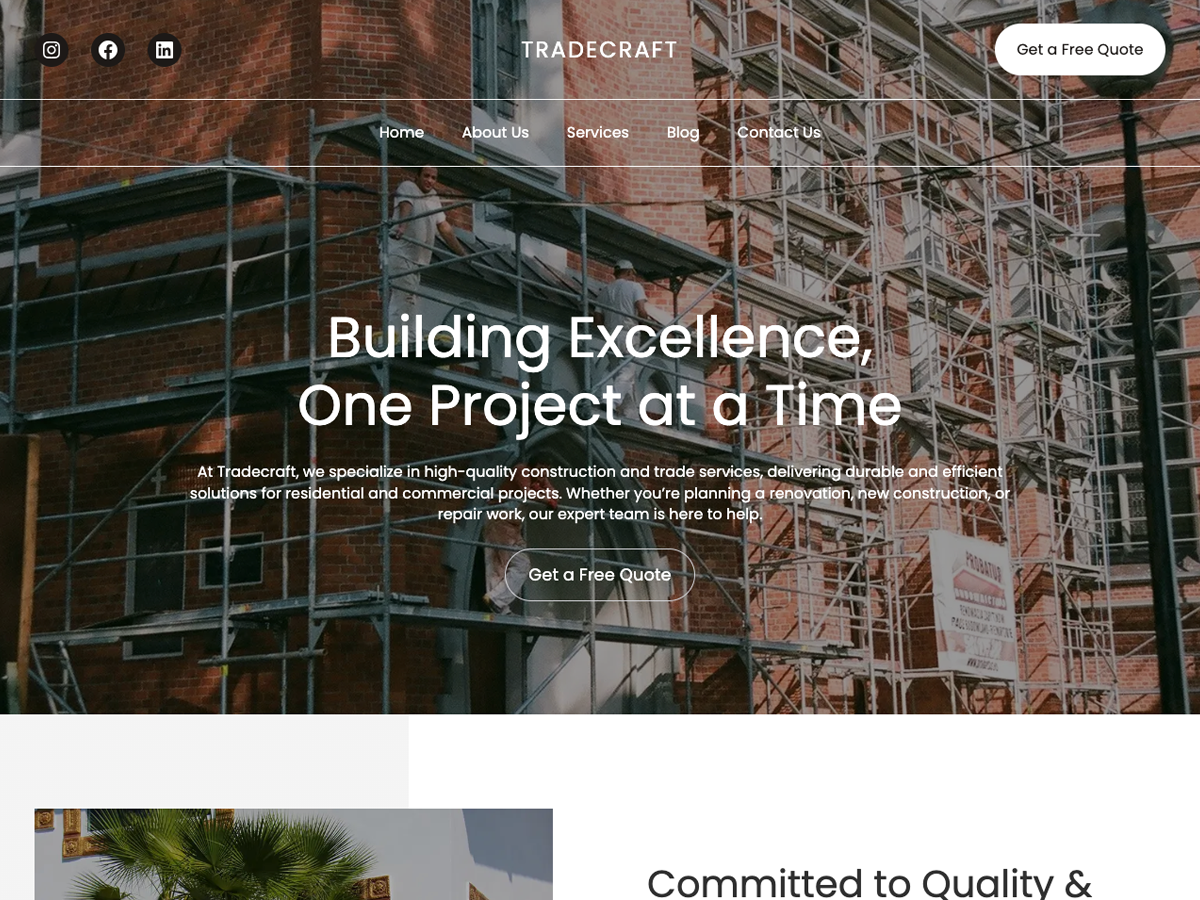 TRADECRAFT
Get a Free Quote
Home
About Us
Services
Blog
Contact Us
Building Excellence,
One Project at a Time
At Tradecraft, we specialize in high-quality construction and trade services, delivering durable and efficient
solutions for residential and commercial projects. Whether you’re planning a renovation, new construction, or
repair work, our expert team is here to help.
Get a Free Quote
PROBATUR
Committed to Quality &